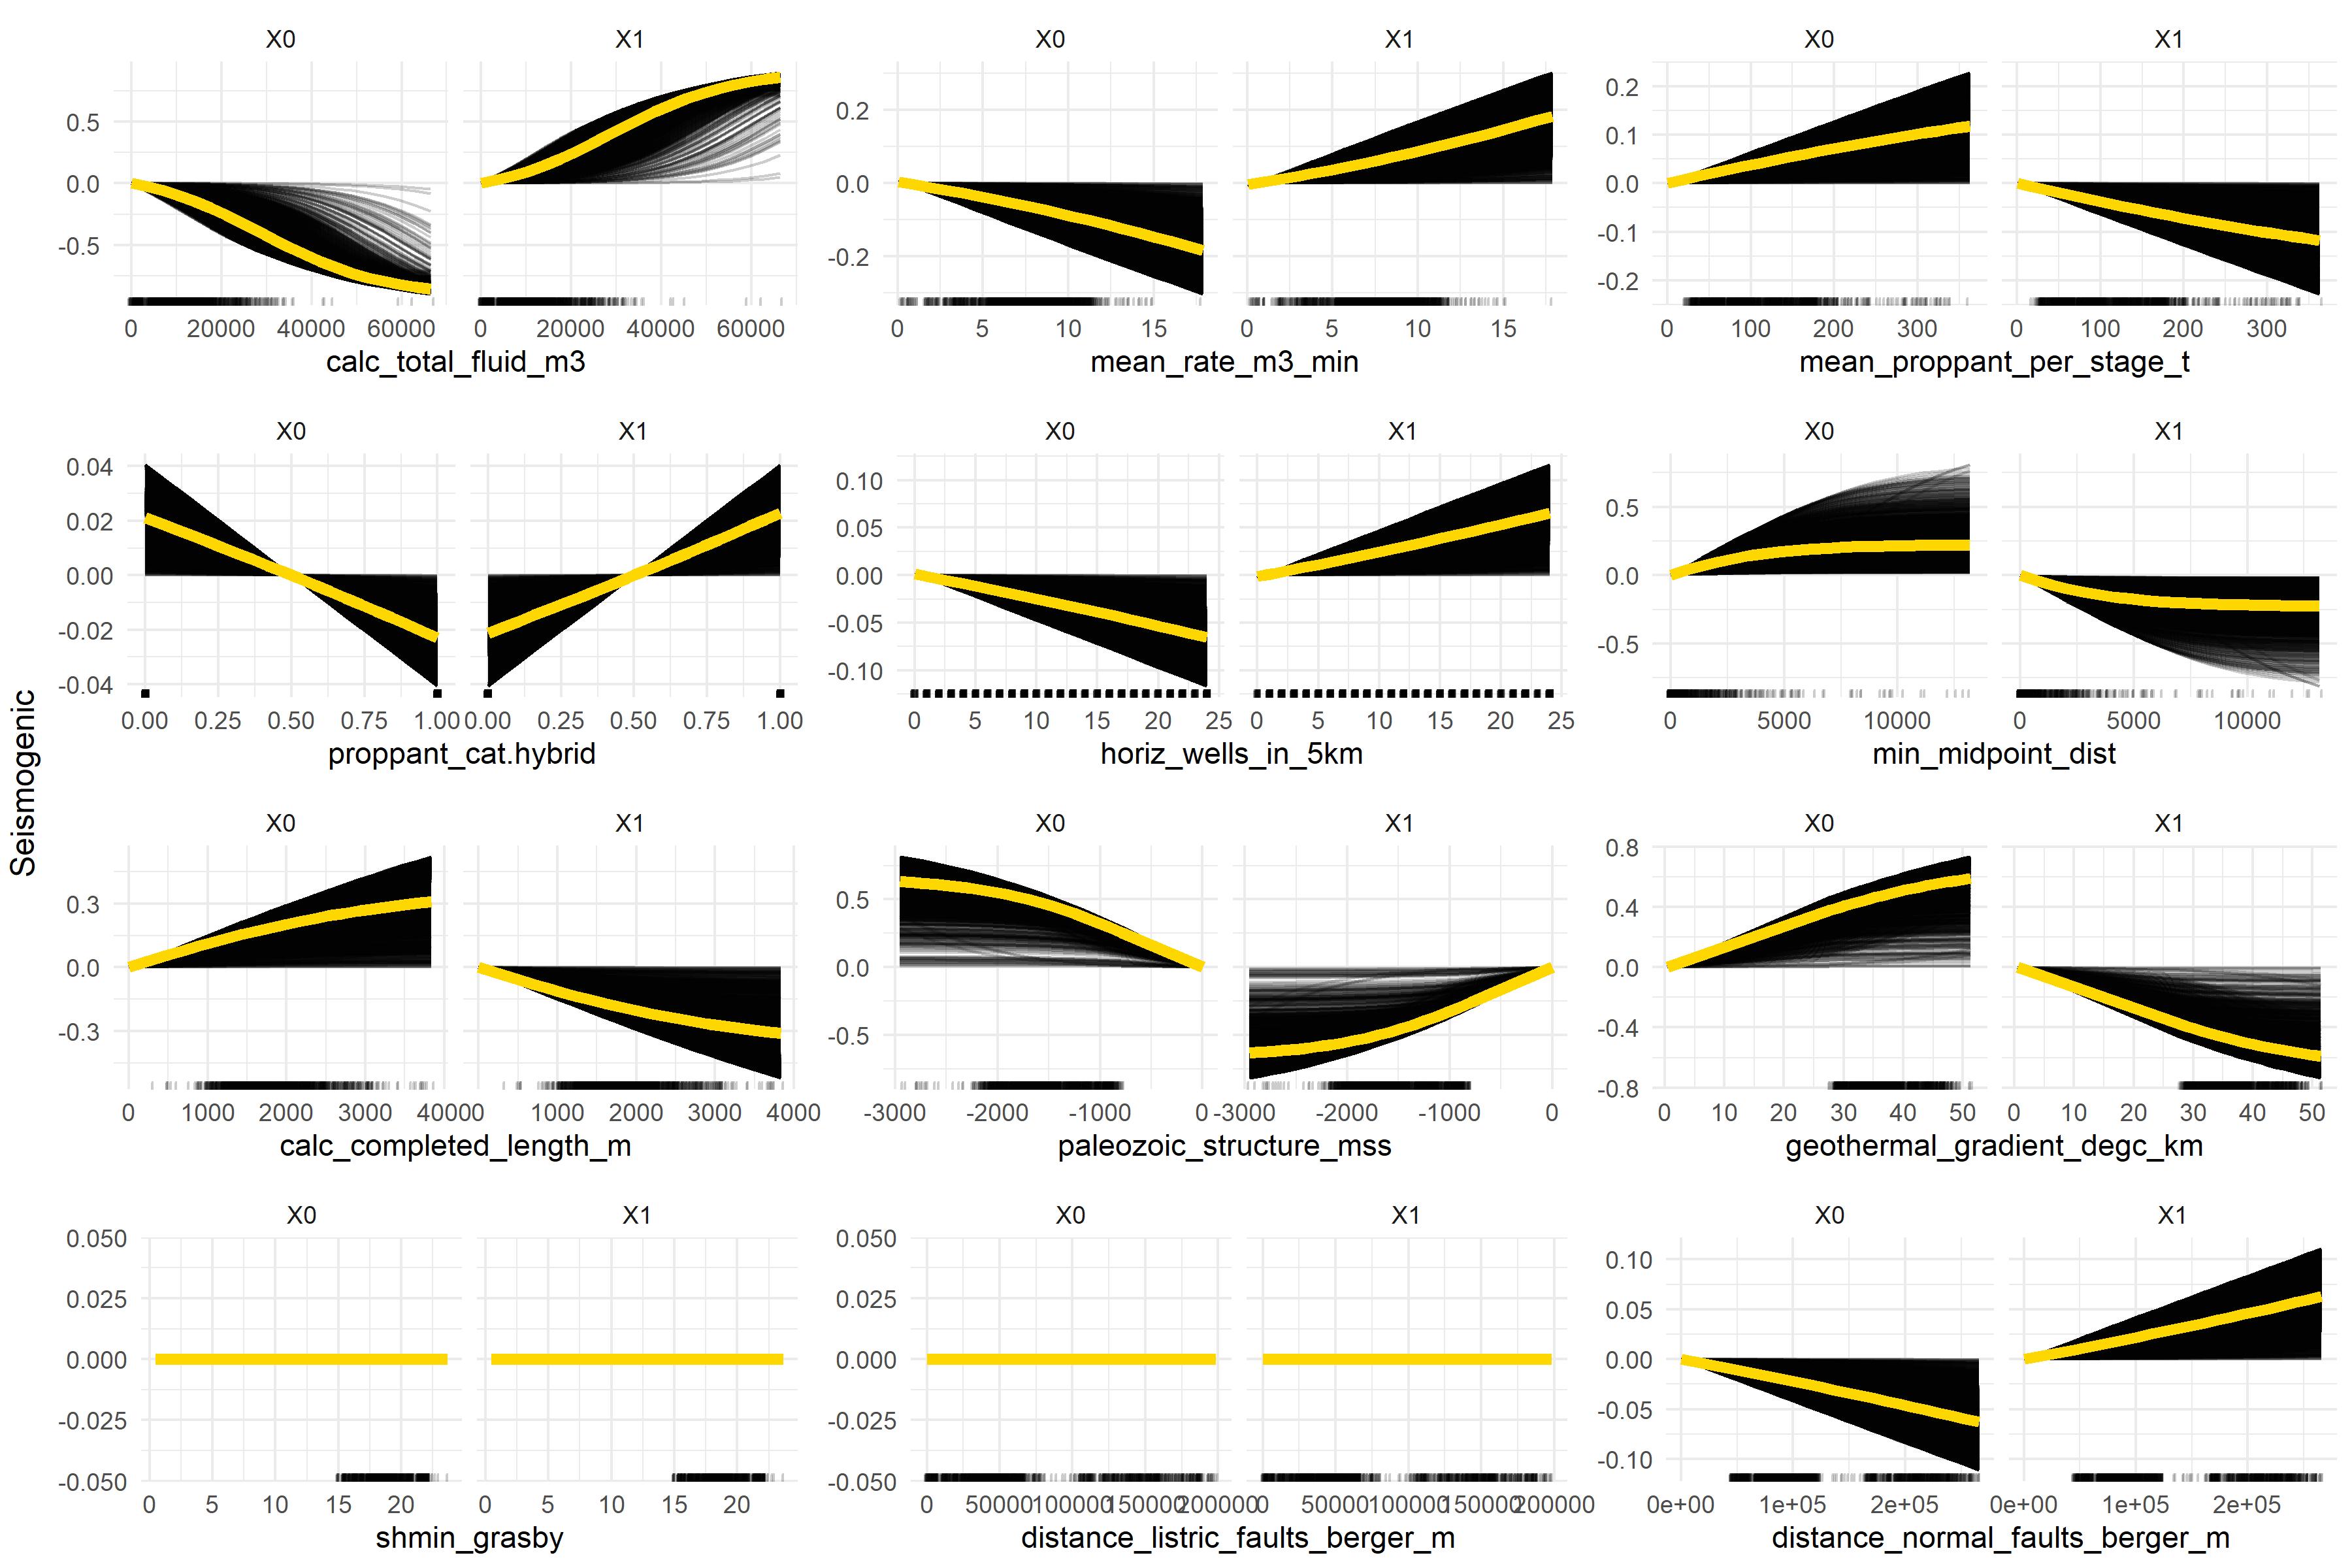 X0 X1 X0 X1 X0 X1
0.5 0.0 -0.5
0.2 0.0 -0.2
0.2 0.1 0.0 -0.1 -0.2
0 20000 40000 60000 0 20000 40000 60000
0 5 10 15 0 5 10 15
0 100 200 300 0 100 200 300
calc_total_fluid_m3 mean_rate_m3_min mean_proppant_per_stage_t
X0 X1 X0 X1 X0 X1
0.04 0.02 0.00 -0.02 -0.04
0.10 0.05 0.00 -0.05 -0.10
0.5 0.0 -0.5
0.00 0.25 0.50 0.75 1.00 0.00 0.25 0.50 0.75 1.00
0 5 10 15 20 25 0 5 10 15 20 25
0 5000 10000 0 5000 10000
proppant_cat.hybrid horiz_wells_in_5km min_midpoint_dist
Seismogenic
X0 X1 X0 X1 X0 X1
0.3 0.0 -0.3
0.5 0.0 -0.5
0.8 0.4 0.0 -0.4 -0.8
0 1000 2000 3000 4000 0 1000 2000 3000 4000
-3000 -2000 -1000 0 -3000 -2000 -1000 0
0 10 20 30 40 50 0 10 20 30 40 50
calc_completed_length_m paleozoic_structure_mss geothermal_gradient_degc_km
X0 X1 X0 X1 X0 X1
0.050 0.025 0.000 -0.025 -0.050
0.050 0.025 0.000 -0.025 -0.050
0.10 0.05 0.00 -0.05 -0.10
0 5 10 15 20 0 5 10 15 20
0 50000 100000 150000 200000 0 50000 100000 150000 200000
0e+00 1e+05 2e+05 0e+00 1e+05 2e+05
shmin_grasby distance_listric_faults_berger_m distance_normal_faults_berger_m